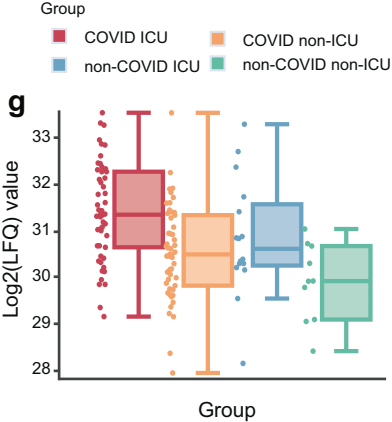 Group
COVID ICU
COVID non-ICU
non-COVID ICU
non-COVID non-ICU
g
Log2(LFQ) value
33
32
31
30
29
28
Group